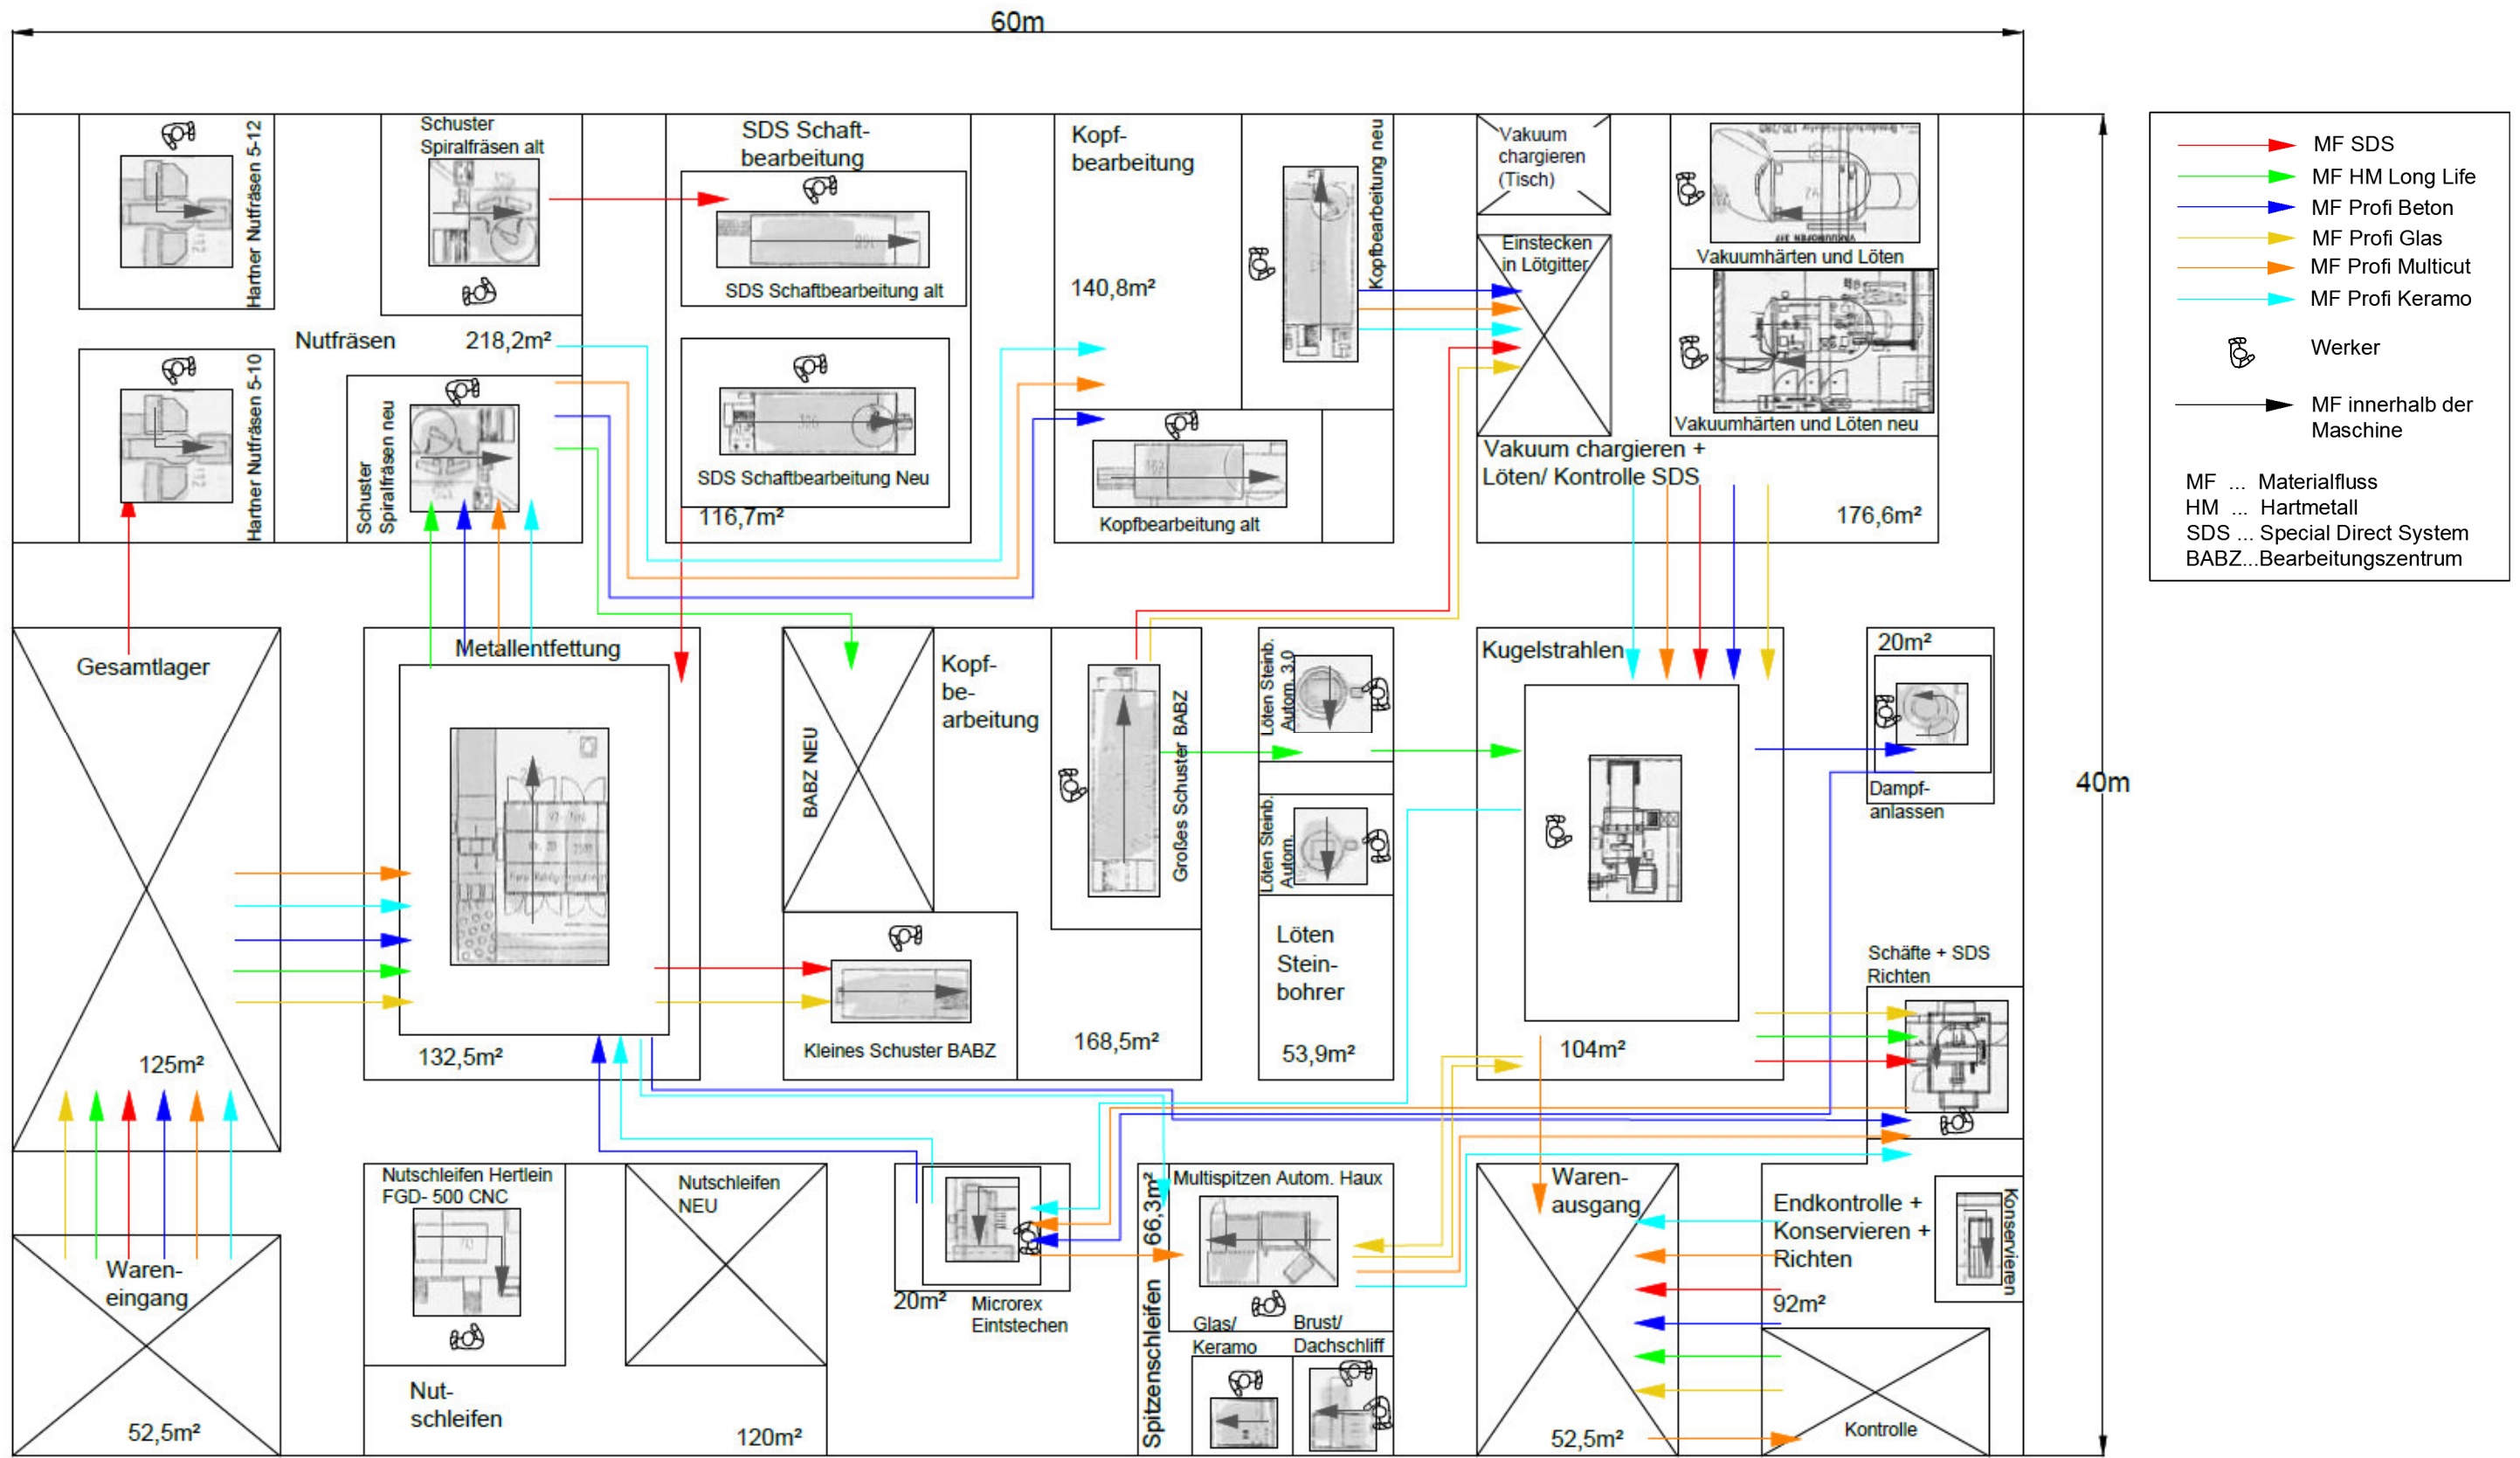 60m
Hartner Nutfräsen 5-12
Schuster
Spiralfräsen alt
Nutfräsen
218,2m²
Hartner Nutfräsen 5-10
Schuster
Spiralfräsen neu
SDS Schaft-
bearbeitung
SDS Schaftbearbeitung alt
SDS Schaftbearbeitung Neu
116,7m²
Kopf-
bearbeitung
140,8m²
Kopfbearbeitung neu
Kopfbearbeitung alt
Vakuum
chargieren
(Tisch)
Einstecken
in Lötgitter
Vakuumhärten und Löten
Vakuumhärten und Löten neu
Vakuum chargieren +
Löten/ Kontrolle SDS
176,6m²
MF SDS
MF HM Long Life
MF Profi Beton
MF Profi Glas
MF Profi Multicut
MF Profi Keramo
Werker
MF innerhalb der
Maschine
MF ... Materialfluss
HM ... Hartmetall
SDS ... Special Direct System
BABZ...Bearbeitungszentrum
40m
Gesamtlager
125m²
Metallentfettung
132,5m²
BABZ NEU
Kopf-
be-
arbeitung
Großes Schuster BABZ
Kleines Schuster BABZ
168,5m²
Löten Steinb.
Autom. 3.0
Löten Steinb.
Autom.
Löten
Stein-
bohrer
53,9m²
Kugelstrahlen
104m²
20m²
Dampf-
anlassen
Schäfte + SDS
Richten
Waren-
eingang
52,5m²
Nutschleifen Hertlein
FGD- 500 CNC
Nutschleifen
NEU
Nut-
schleifen
120m²
20m²
Microrex
Eintstechen
Spitzenschleifen 66,3m²
Multispitzen Autom. Haux
Glas/
Keramo
Brust/
Dachschliff
Waren-
ausgang
52,5m²
Endkontrolle +
Konservieren +
Richten
92m²
Konservieren
Kontrolle